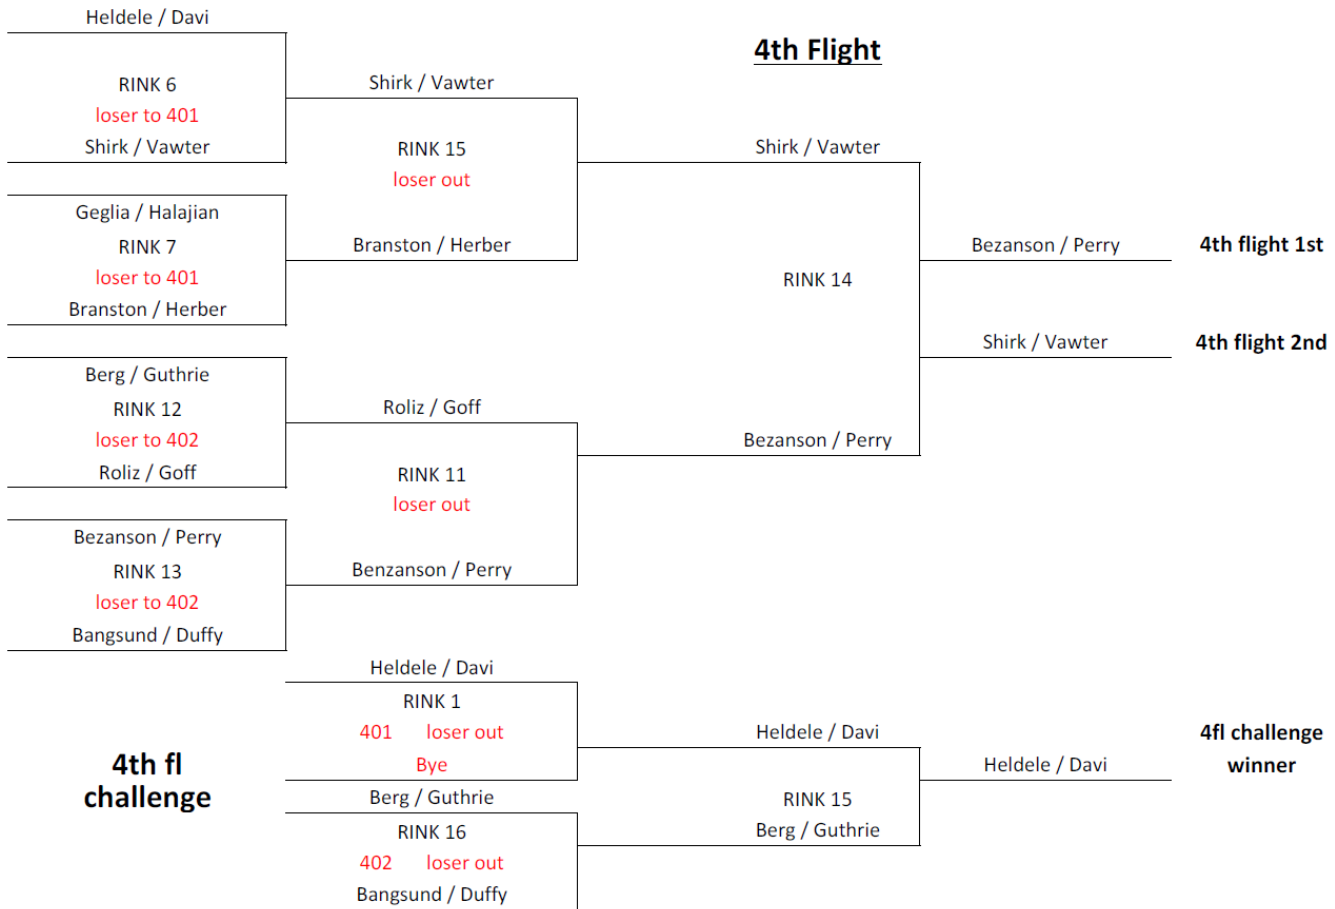 Heldele / Davi
4th Flight
RINK 6
Shirk / Vawter
loser to 401
Shirk / Vawter
RINK 15
Shirk / Vawter
loser out
Geglia / Halajian
RINK 7
Branston / Herber
Bezanson / Perry
4th flight 1st
loser to 401
RINK 14
Branston / Herber
Shirk / Vawter
4th flight 2nd
Berg / Guthrie
RINK 12
Roliz / Goff
loser to 402
Bezanson / Perry
Roliz / Goff
RINK 11
loser out
Bezanson / Perry
RINK 13
Benzanson / Perry
loser to 402
Bangsund / Duffy
Heldele / Davi
RINK 1
401 loser out
Heldele / Davi
4fl challenge
winner
4th fl
challenge
Bye
Heldele / Davi
Berg / Guthrie
RINK 15
RINK 16
Berg / Guthrie
402 loser out
Bangsund / Duffy